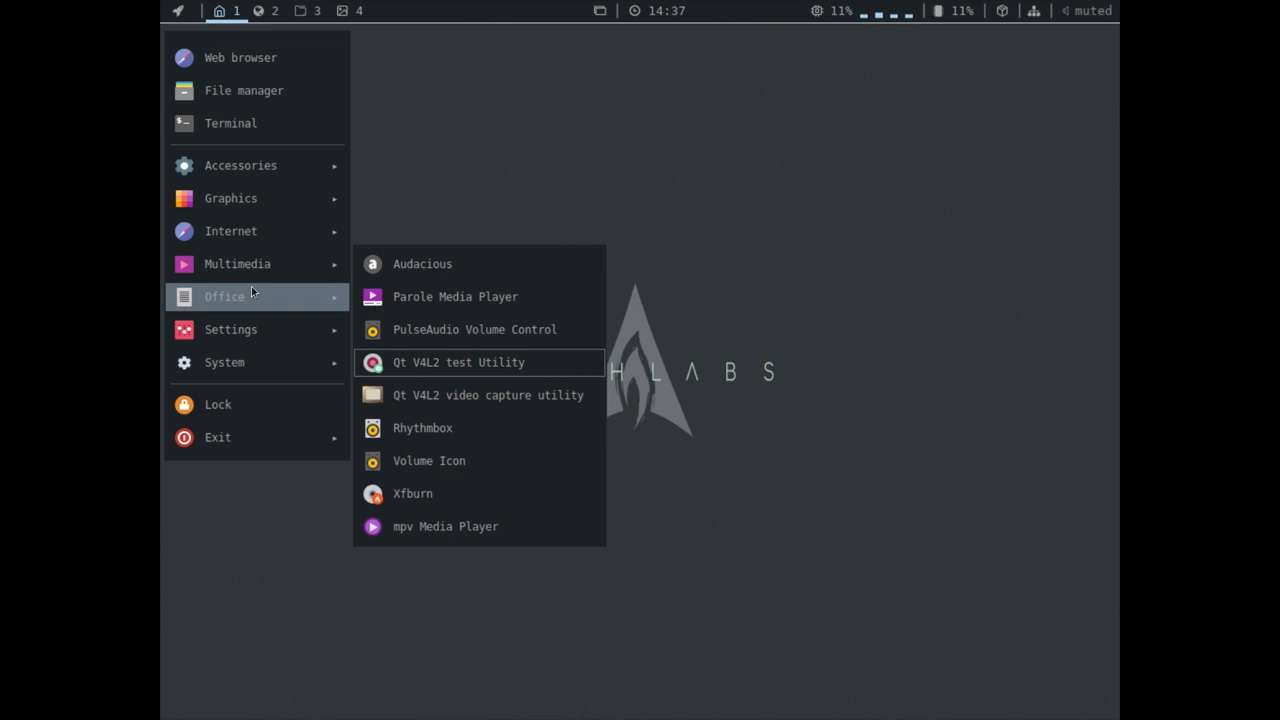 1 2 3 4 14:37 11% 11% muted
Web browser
File manager
Terminal
Accessories
Graphics
Internet
Multimedia
Office
Settings
System
Lock
Exit
Audacious
Parole Media Player
PulseAudio Volume Control
Qt V4L2 test Utility
Qt V4L2 video capture utility
Rhythmbox
Volume Icon
Xfburn
mpv Media Player
H L A B S